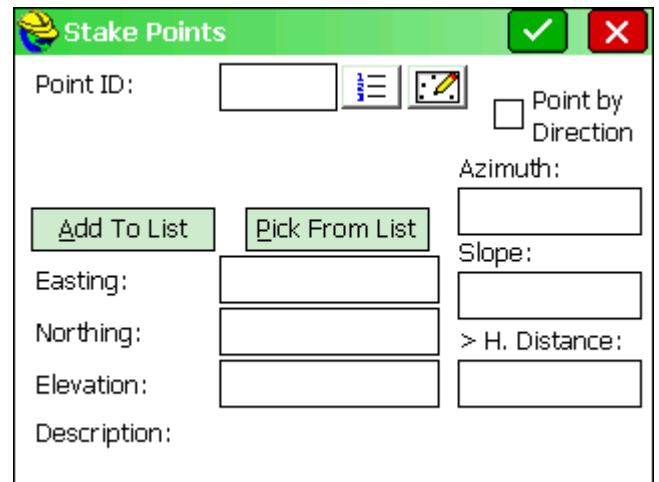 Stake Points
Point ID:
Point by
Direction
Azimuth:
Add To List
Pick From List
Slope:
Easting:
Northing:
> H. Distance:
Elevation:
Description: